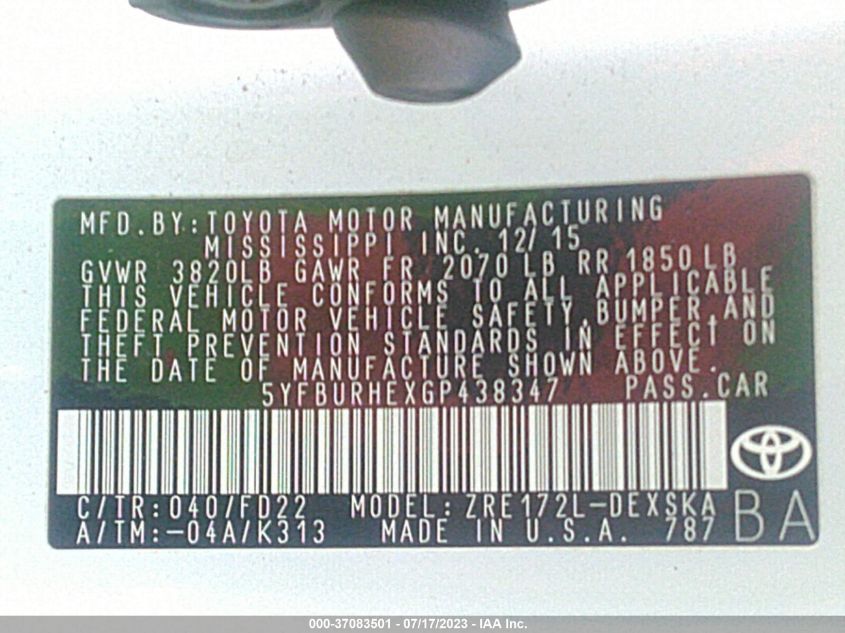 MFD.BY:TOYOTA MOTOR MANUFACTURING
MISSISSIPPI INC. 12/15
GVWR 3820LB GAWR FR 2070LB RR 1850LB
THIS VEHICLE CONFORMS TO ALL APPLICABLE
FEDERAL MOTOR VEHICLE SAFETY,BUMPER,AND
THEFT PREVENTION STANDARDS IN EFFECT ON
THE DATE OF MANUFACTURE SHOWN ABOVE.
5YFBURHEXGP438347 PASS.CAR
C/TR:040/FD22 MODEL:ZRE172L-DEXSKA
A/TM:-04A/K313 MADE IN U.S.A. 787
BA
000-37083501 - 07/17/2023 - IAA Inc.